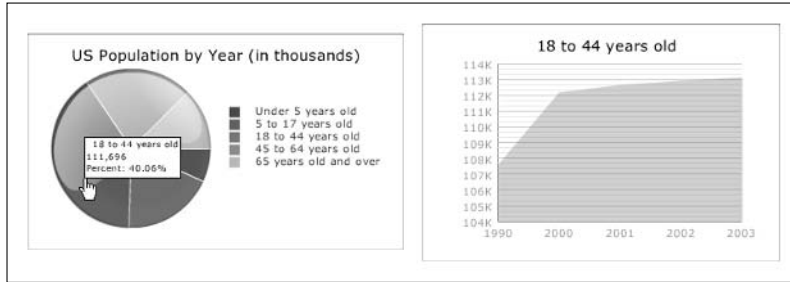 US Population by Year (in thousands)
18 to 44 years old
111,696
Percent: 40.06%
Under 5 years old
5 to 17 years old
18 to 44 years old
45 to 64 years old
65 years old and over
18 to 44 years old
114K
113K
112K
111K
110K
109K
108K
107K
106K
105K
104K
1990 2000 2001 2002 2003